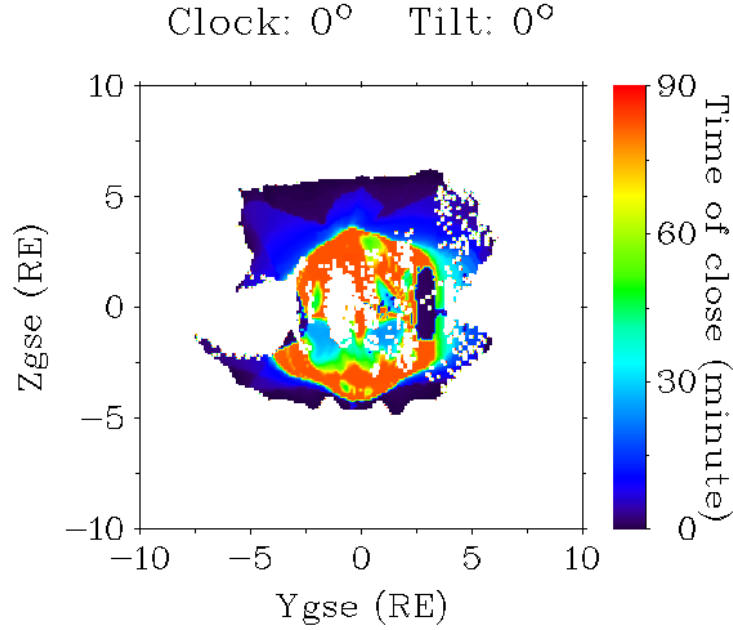 Clock: 0° Tilt: 0°
10
5
0
−5
−10
Zgse (RE)
−10 −5 0 5 10
Ygse (RE)
90
60
30
0
Time of close (minute)